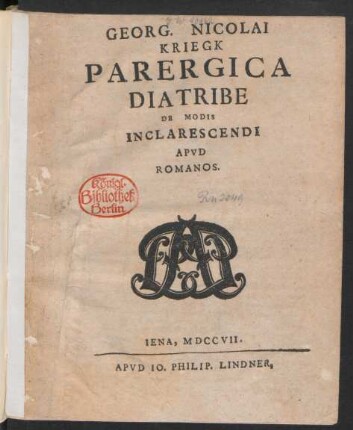 GEORG. NICOLAI
KRIEGK
PARERGICA
DIATRIBE
DE MODIS
INCLARESCENDI
APVD
ROMANOS.
Königl.
Bibliothek
Berlin
IENA, MDCCVII.
APVD IO. PHILIP. LINDNER,